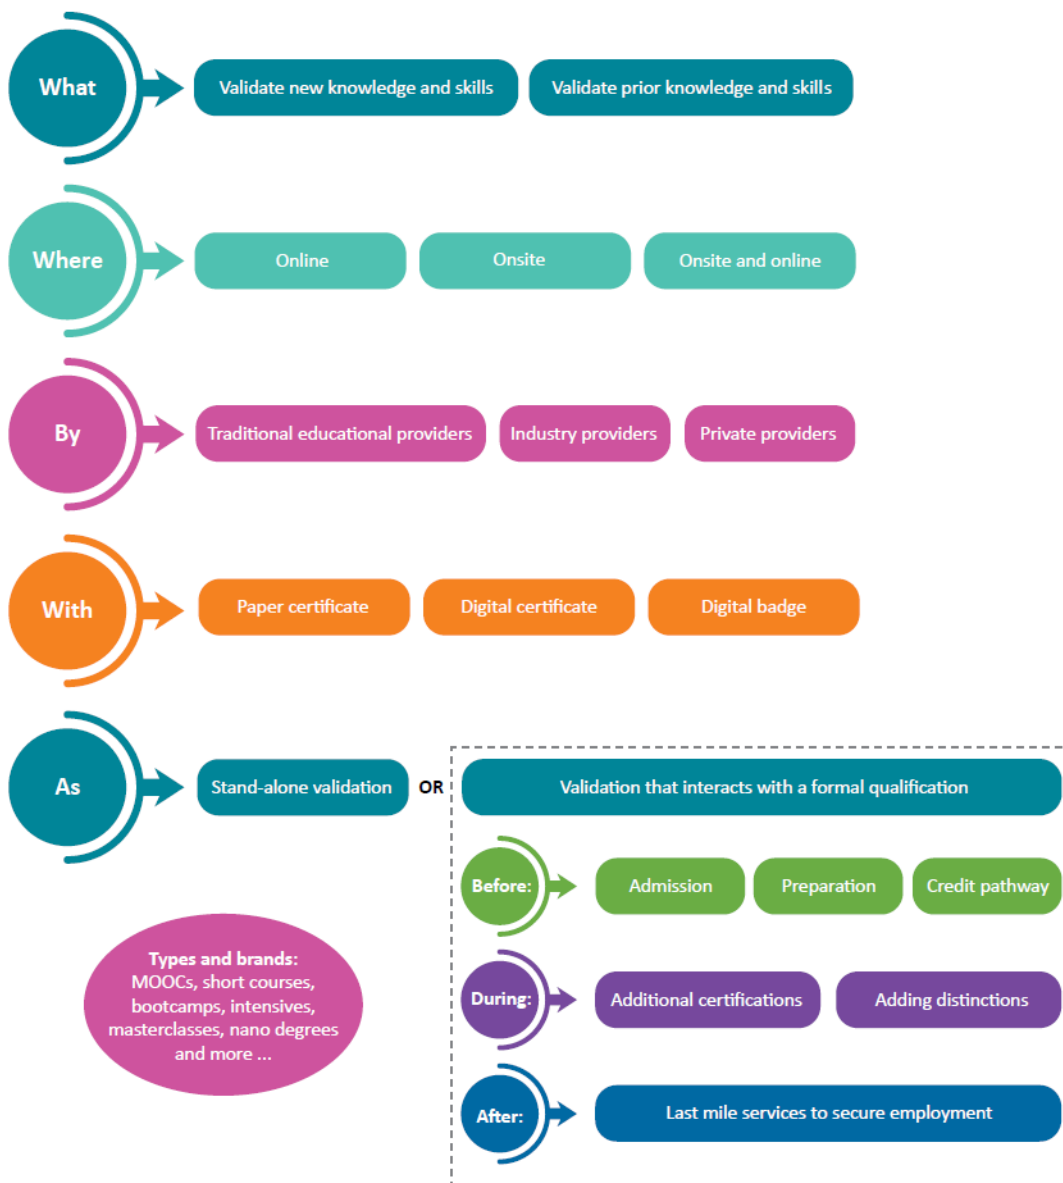 What
Validate new knowledge and skills
Validate prior knowledge and skills
Where
Online
Onsite
Onsite and online
By
Traditional educational providers
Industry providers
Private providers
With
Paper certificate
Digital certificate
Digital badge
As
Stand-alone validation
OR
Validation that interacts with a formal qualification
Before:
Admission
Preparation
Credit pathway
During:
Additional certifications
Adding distinctions
After:
Last mile services to secure employment
Types and brands:
MOOCs, short courses,
bootcamps, intensives,
masterclasses, nano degrees
and more ...